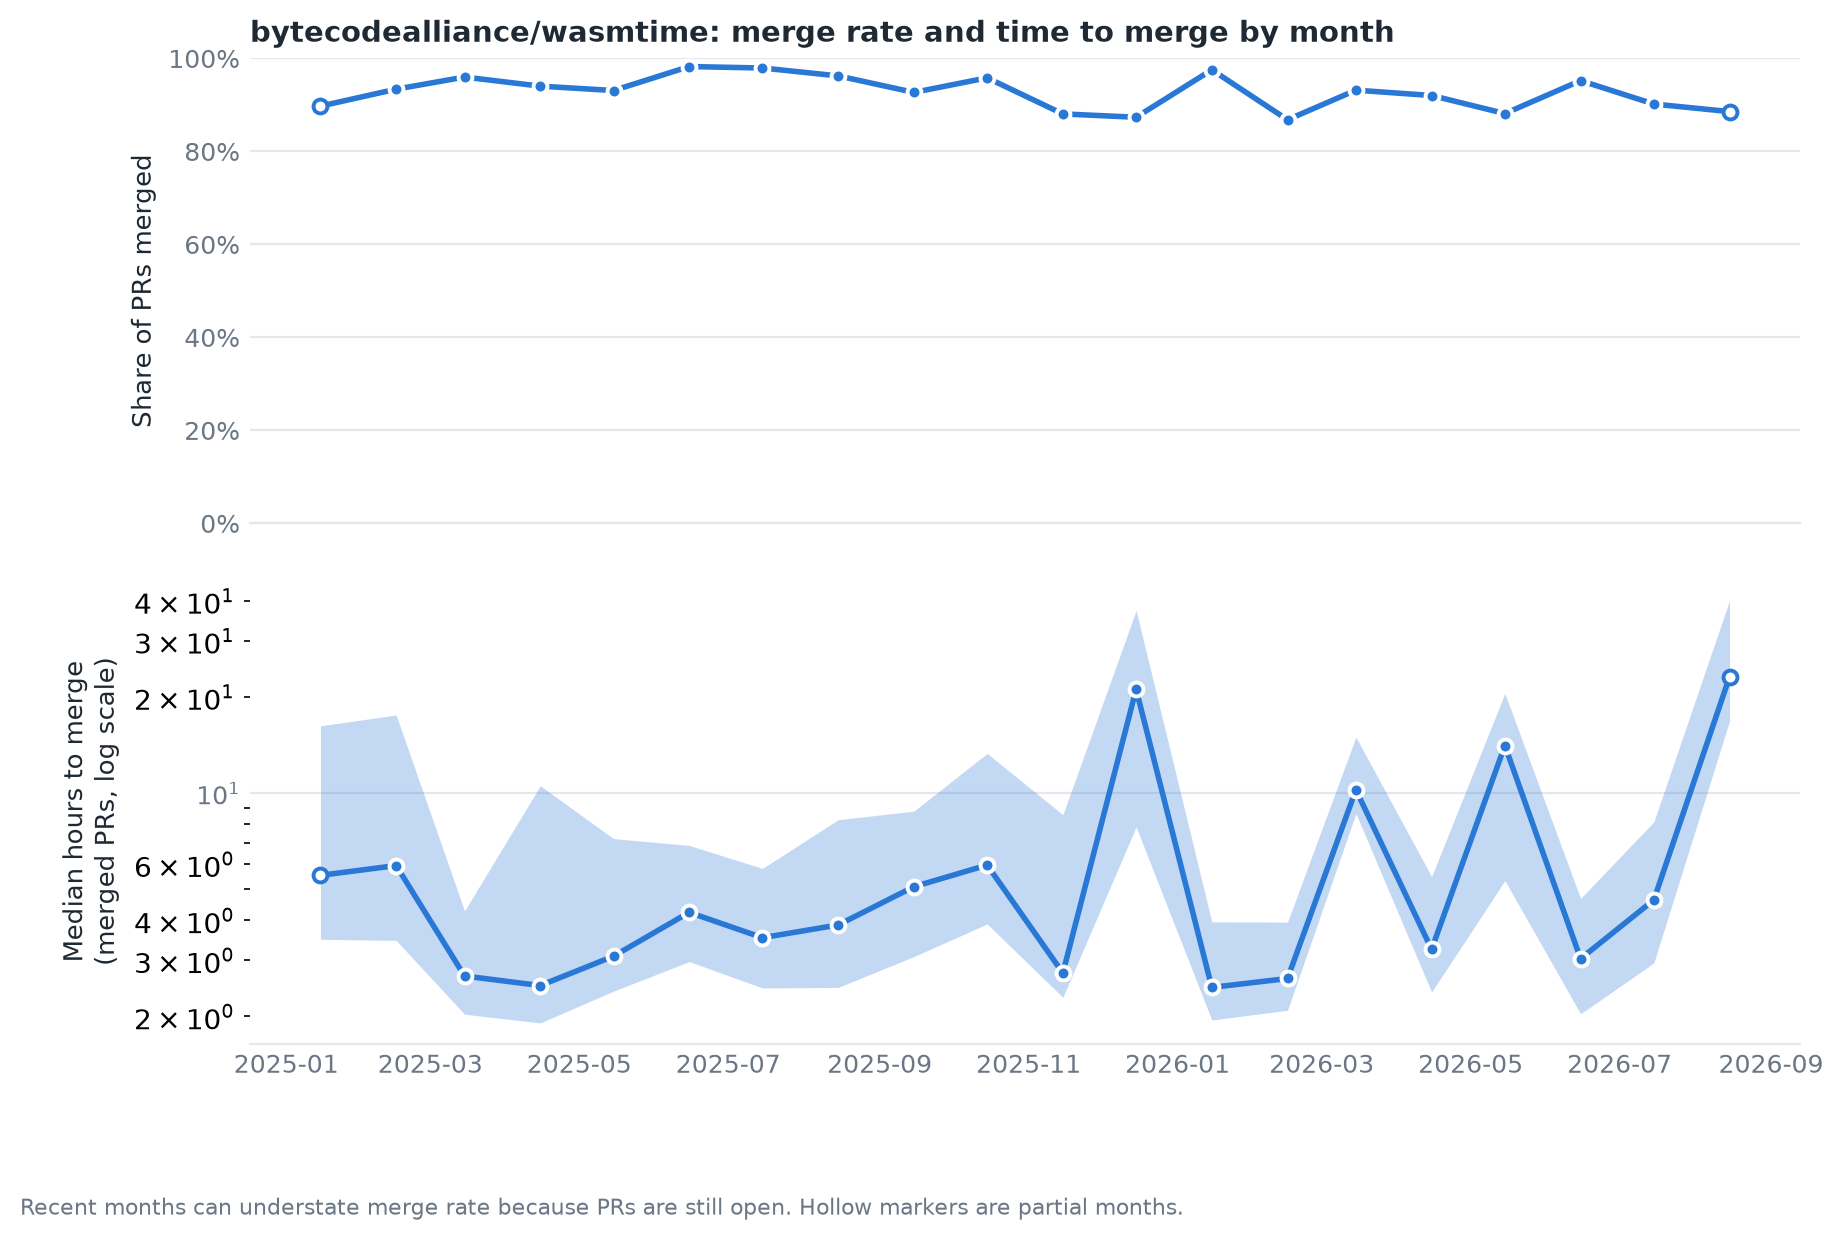 bytecodealliance/wasmtime: merge rate and time to merge by month
100%
80%
60%
40%
20%
0%
Share of PRs merged
4 × 10¹
3 × 10¹
2 × 10¹
10¹
6 × 10⁰
4 × 10⁰
3 × 10⁰
2 × 10⁰
Median hours to merge
(merged PRs, log scale)
2025-01 2025-03 2025-05 2025-07 2025-09 2025-11 2026-01 2026-03 2026-05 2026-07 2026-09
Recent months can understate merge rate because PRs are still open. Hollow markers are partial months.